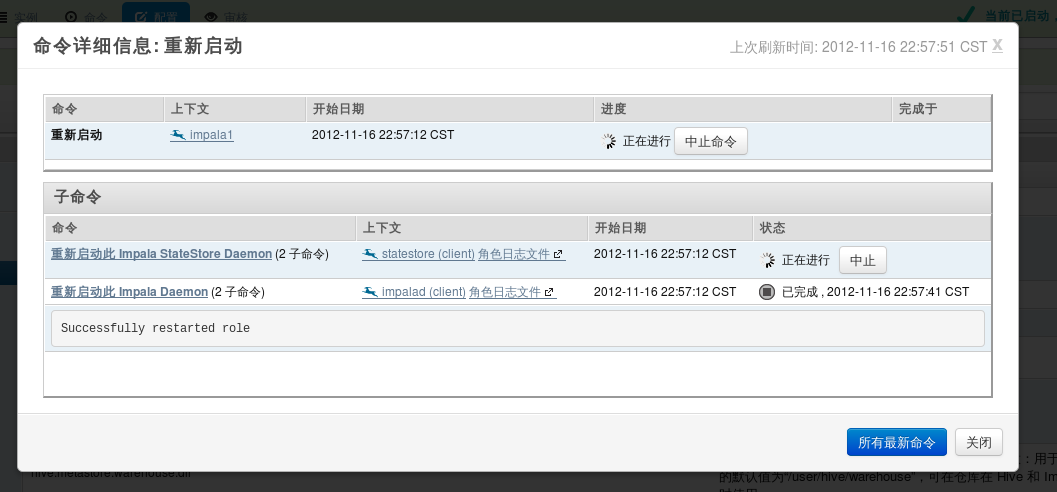 实例 命令 配置 审核 当前已启动
命令详细信息: 重新启动 上次刷新时间: 2012-11-16 22:57:51 CST X
命令 上下文 开始日期 进度 完成于
重新启动 impala1 2012-11-16 22:57:12 CST 正在进行 中止命令
子命令
命令 上下文 开始日期 状态
重新启动此 Impala StateStore Daemon (2 子命令) statestore (client) 角色日志文件 2012-11-16 22:57:12 CST 正在进行 中止
重新启动此 Impala Daemon (2 子命令) impalad (client) 角色日志文件 2012-11-16 22:57:12 CST 已完成 , 2012-11-16 22:57:41 CST
Successfully restarted role
所有最新命令 关闭
：用于
hive.metastore.warehouse.dir 的默认值为“/user/hive/warehouse”，可在仓库在 Hive 和 Im